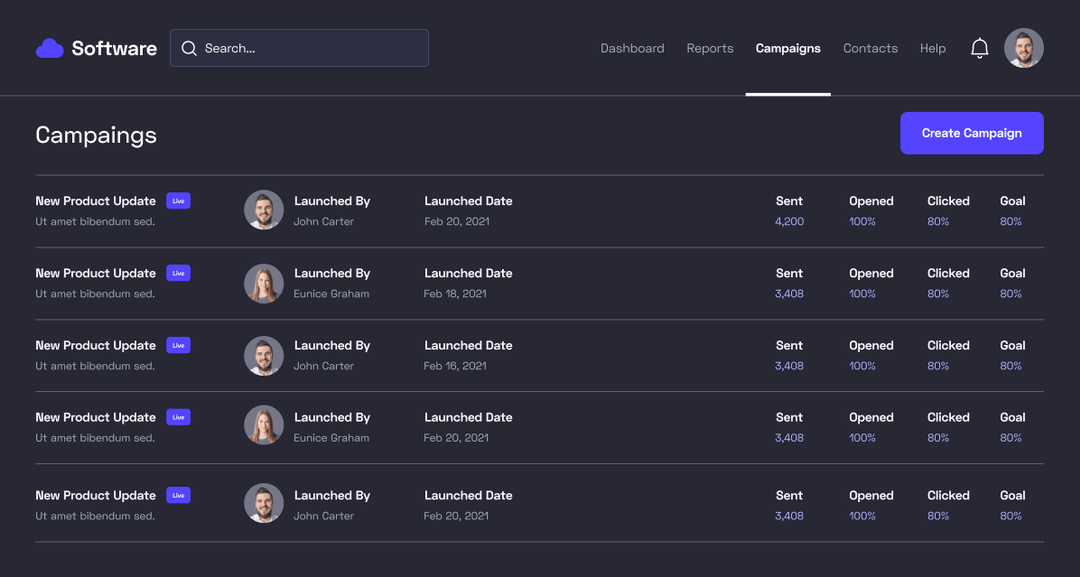 Software Search... Dashboard Reports Campaigns Contacts Help
Campaings Create Campaign
New Product Update Live Launched By Launched Date Sent Opened Clicked Goal
Ut amet bibendum sed. John Carter Feb 20, 2021 4,200 100% 80% 80%
New Product Update Live Launched By Launched Date Sent Opened Clicked Goal
Ut amet bibendum sed. Eunice Graham Feb 18, 2021 3,408 100% 80% 80%
New Product Update Live Launched By Launched Date Sent Opened Clicked Goal
Ut amet bibendum sed. John Carter Feb 16, 2021 3,408 100% 80% 80%
New Product Update Live Launched By Launched Date Sent Opened Clicked Goal
Ut amet bibendum sed. Eunice Graham Feb 20, 2021 3,408 100% 80% 80%
New Product Update Live Launched By Launched Date Sent Opened Clicked Goal
Ut amet bibendum sed. John Carter Feb 20, 2021 3,408 100% 80% 80%